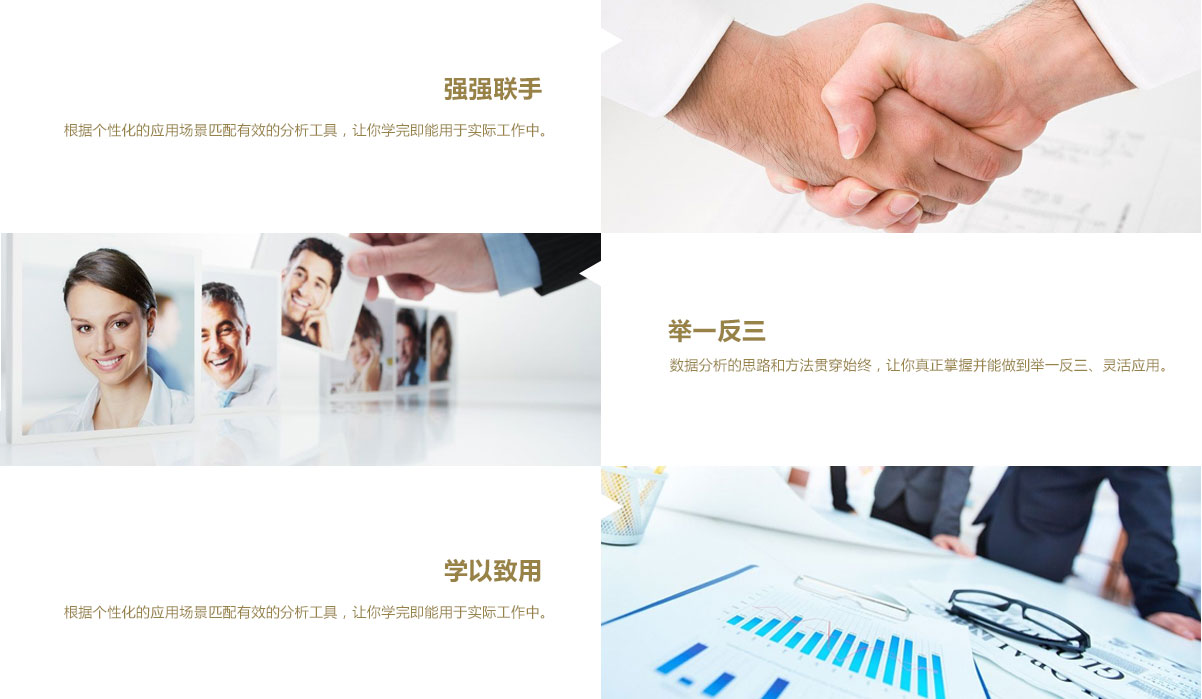 强强联手
根据个性化的应用场景匹配有效的分析工具，让你学完即能用于实际工作中。
举一反三
数据分析的思路和方法贯穿始终，让你真正掌握并能做到举一反三、灵活应用。
学以致用
根据个性化的应用场景匹配有效的分析工具，让你学完即能用于实际工作中。
GLOBAL